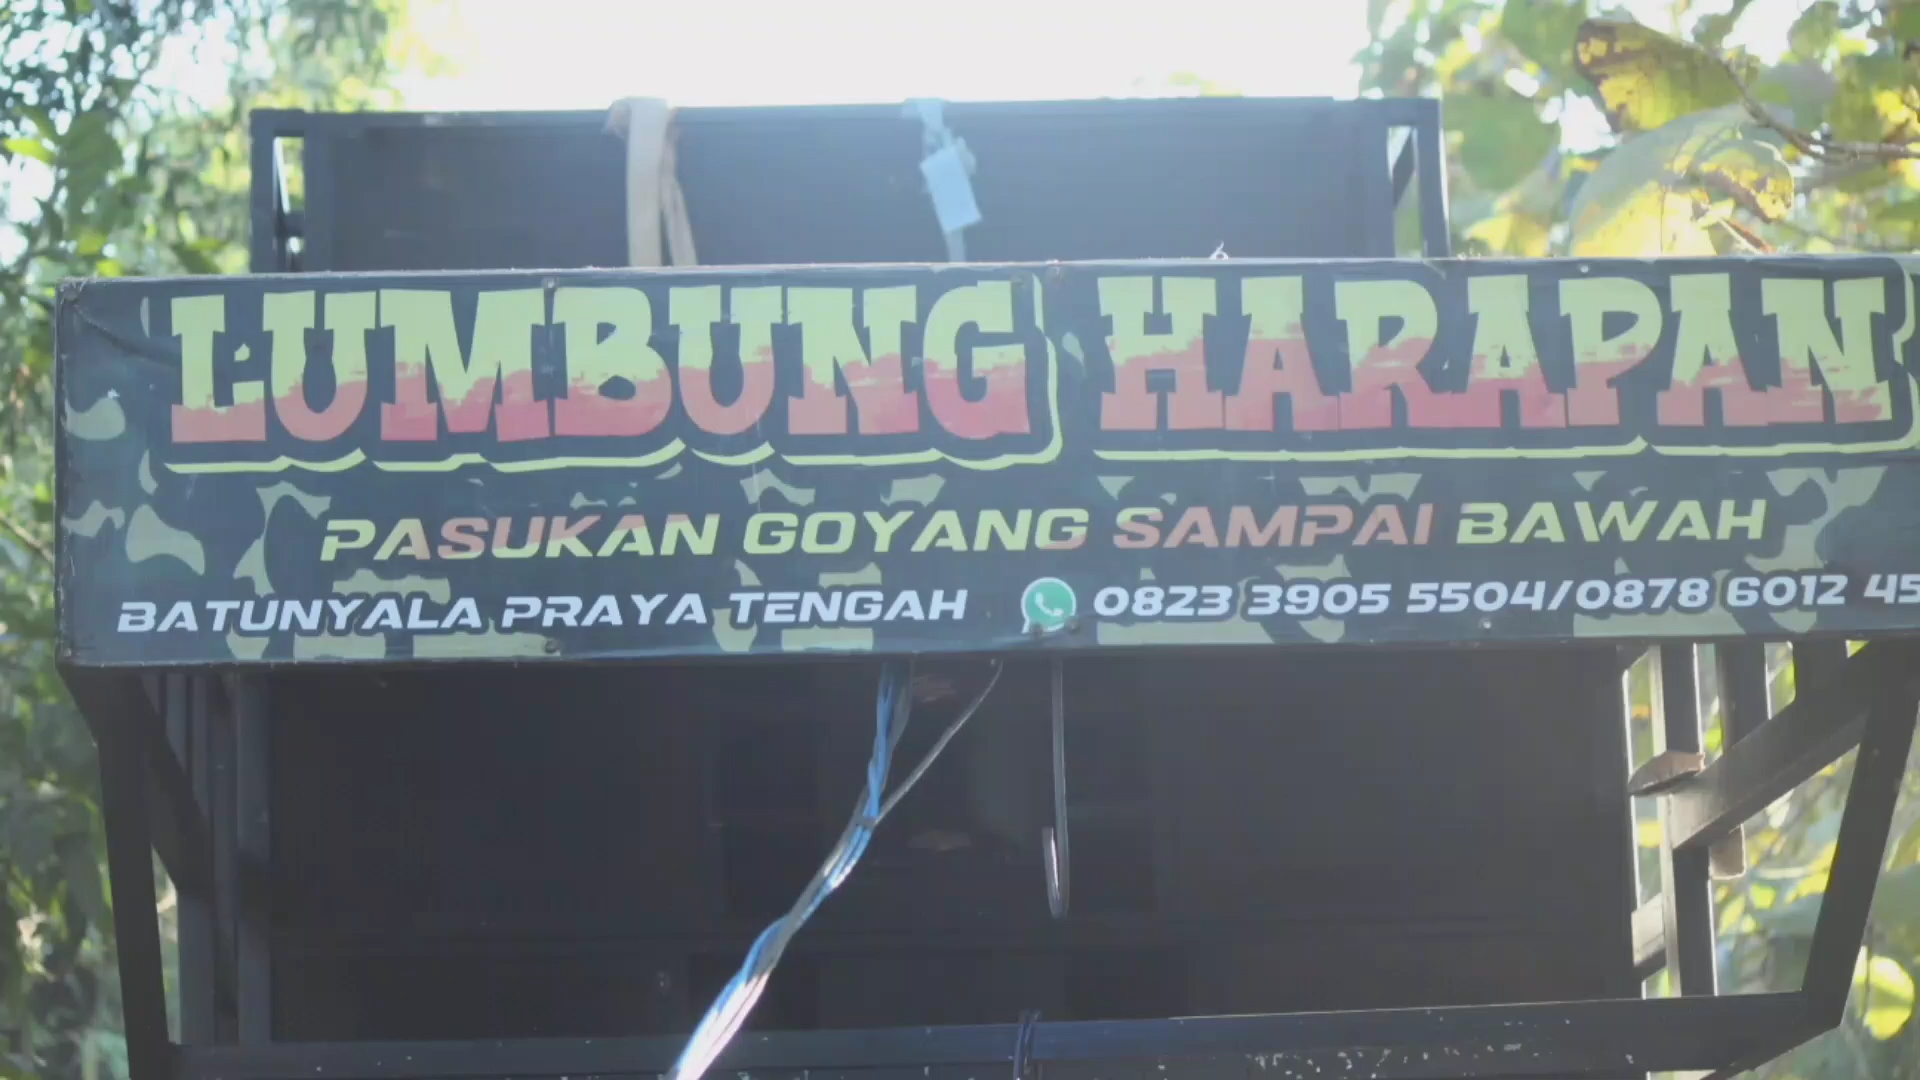 LUMBUNG HARAPAN
PASUKAN GOYANG SAMPAI BAWAH
BATUNYALA PRAYA TENGAH 0823 3905 5504/0878 6012 45